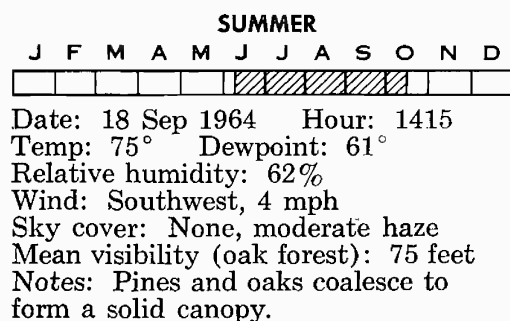 SUMMER
J F M A M J J A S O N D
Date: 18 Sep 1964 Hour: 1415
Temp: 75° Dewpoint: 61°
Relative humidity: 62%
Wind: Southwest, 4 mph
Sky cover: None, moderate haze
Mean visibility (oak forest): 75 feet
Notes: Pines and oaks coalesce to
form a solid canopy.